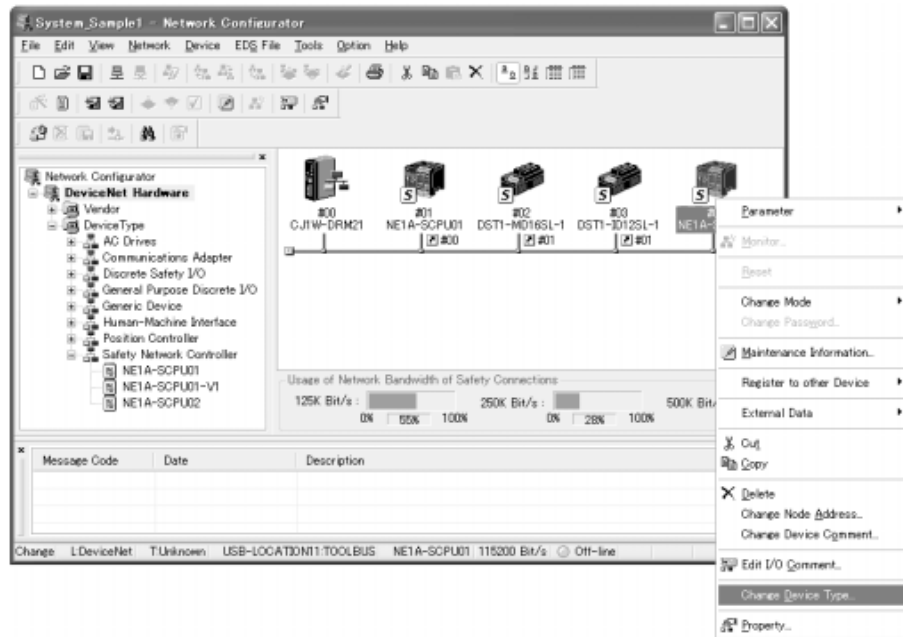 System_Sample1 - Network Configurator
File Edit View Network Device EDS File Tools Option Help
Network Configurator
DeviceNet Hardware
Vendor
DeviceType
AC Drives
Communications Adapter
Discrete Safety I/O
General Purpose Discrete I/O
Generic Device
Human-Machine Interface
Position Controller
Safety Network Controller
NE1A-SCPU01
NE1A-SCPU01-V1
NE1A-SCPU02
S S S S
#00 #01 #02 #03
CJ1W-DRM21 NE1A-SCPU01 DST1-MD16SL-1 DST1-ID12SL-1 NE1A-S
#00 #01 #01
Usage of Network Bandwidth of Safety Connections
125K Bit/s : 250K Bit/s : 500K Bit/
0% 55% 100% 0% 28% 100%
Message Code Date Description
Change L:DeviceNet T:Unknown USB-LOCATION11:TOOLBUS NE1A-SCPU01 115200 Bit/s Off-line
Parameter
Monitor...
Reset
Change Mode
Change Password...
Maintenance Information...
Register to other Device
External Data
Cut
Copy
Delete
Change Node Address...
Change Device Comment...
Edit I/O Comment...
Change Device Type...
Property...